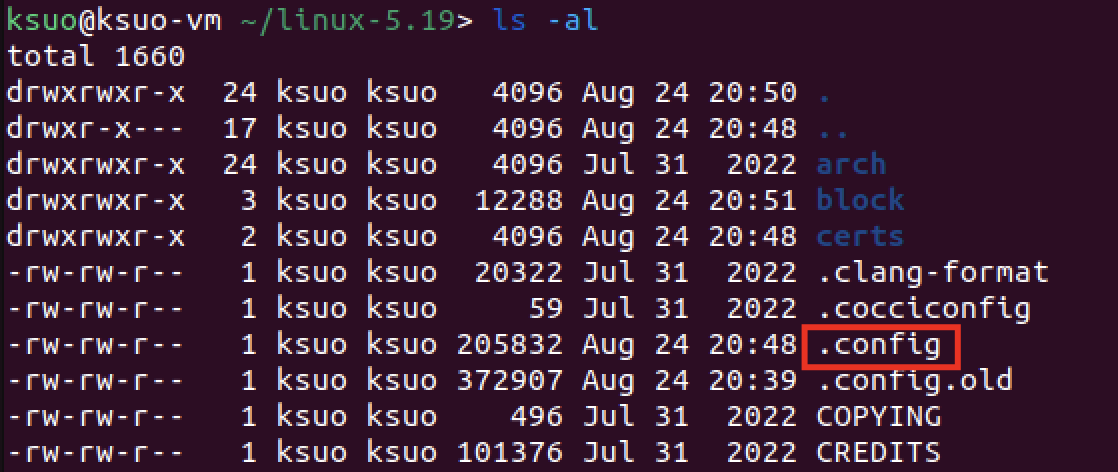 ksuo@ksuo-vm ~/linux-5.19> ls -al
total 1660
drwxrwxr-x  24 ksuo ksuo   4096 Aug 24 20:50 .
drwxr-x---  17 ksuo ksuo   4096 Aug 24 20:48 ..
drwxrwxr-x  24 ksuo ksuo   4096 Jul 31  2022 arch
drwxrwxr-x   3 ksuo ksuo  12288 Aug 24 20:51 block
drwxrwxr-x   2 ksuo ksuo   4096 Aug 24 20:48 certs
-rw-rw-r--   1 ksuo ksuo  20322 Jul 31  2022 .clang-format
-rw-rw-r--   1 ksuo ksuo     59 Jul 31  2022 .cocciconfig
-rw-rw-r--   1 ksuo ksuo 205832 Aug 24 20:48 .config
-rw-rw-r--   1 ksuo ksuo 372907 Aug 24 20:39 .config.old
-rw-rw-r--   1 ksuo ksuo    496 Jul 31  2022 COPYING
-rw-rw-r--   1 ksuo ksuo 101376 Jul 31  2022 CREDITS